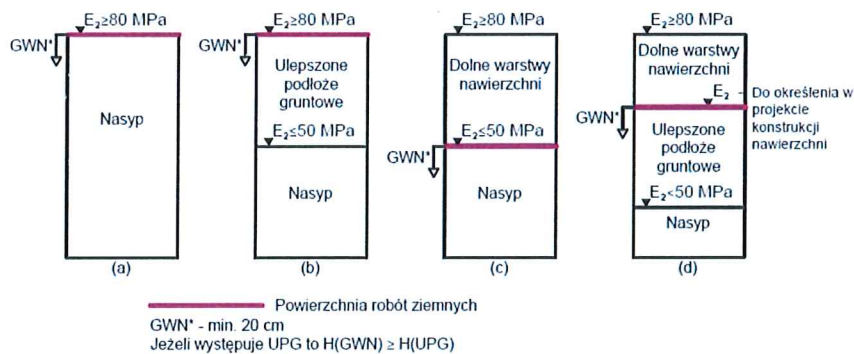 E₂≥80 MPa
GWN*
Nasyp
(a)
E₂≥80 MPa
GWN*
Ulepszone
podłoże
gruntowe
E₂≤50 MPa
Nasyp
(b)
E₂≥80 MPa
Dolne warstwy
nawierzchni
E₂≤50 MPa
GWN*
Nasyp
(c)
E₂≥80 MPa
Dolne warstwy
nawierzchni
E₂ - Do określenia w
projekcie
konstrukcji
nawierzchni
GWN*
Ulepszone
podłoże
gruntowe
E₂<50 MPa
Nasyp
(d)
Powierzchnia robót ziemnych
GWN* - min. 20 cm
Jeżeli występuje UPG to H(GWN) ≥ H(UPG)